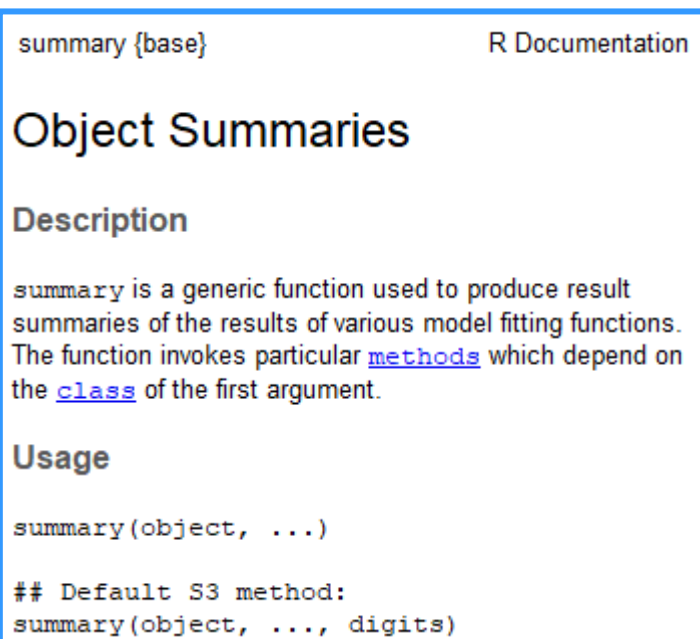 summary {base} R Documentation
Object Summaries
Description
summary is a generic function used to produce result
summaries of the results of various model fitting functions.
The function invokes particular methods which depend on
the class of the first argument.
Usage
summary(object, ...)
## Default S3 method:
summary(object, ..., digits)